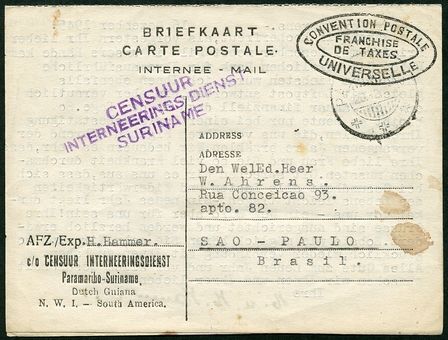 BRIEFKAART
CARTE POSTALE.
INTERNEE - MAIL
CONVENTION POSTALE
FRANCHISE
DE TAXES
UNIVERSELLE
CENSUUR
INTERNEERINGS DIENST
SURINAME
ADDRESS
ADRESSE
Den WelEd.Heer
W. Ahrens.
Rua Conceicao 93.
apto. 82.
SAO - PAULO
Brasil.
AFZ/Exp. H.Hammer.
c/o CENSUUR INTERNEERINGSDIENST
Paramaribo-Suriname,
Dutch Guiana
N. W. I. – South America.